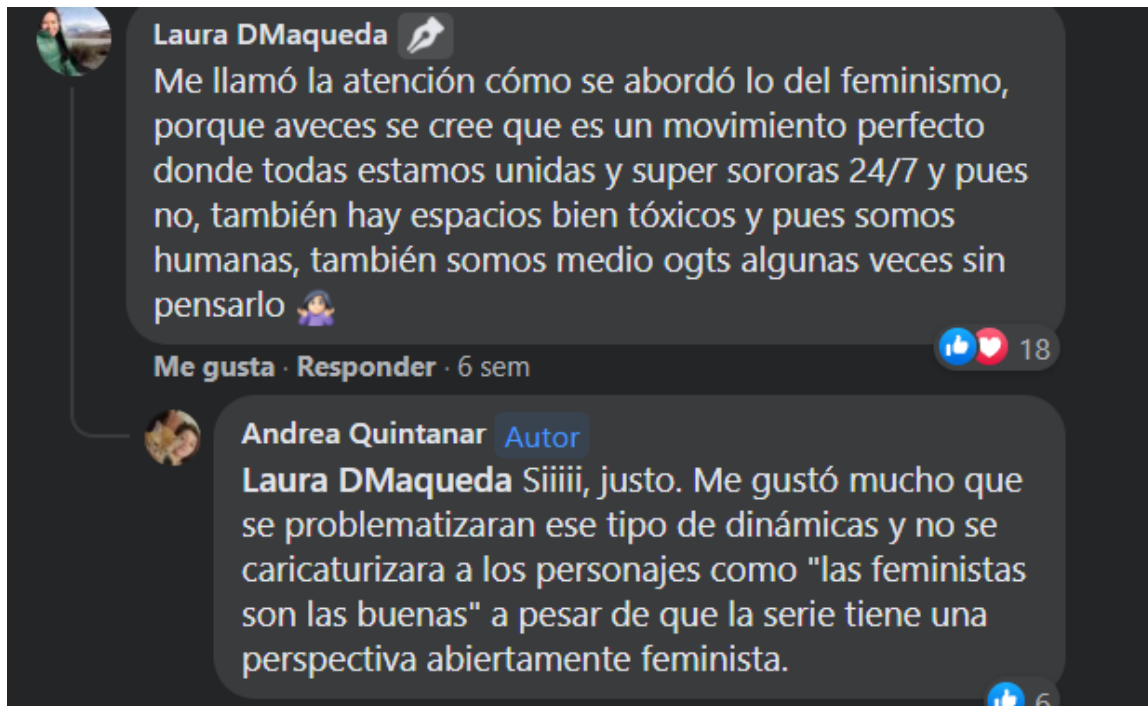 Laura DMaqueda
Me llamó la atención cómo se abordó lo del feminismo,
porque aveces se cree que es un movimiento perfecto
donde todas estamos unidas y super sororas 24/7 y pues
no, también hay espacios bien tóxicos y pues somos
humanas, también somos medio ogts algunas veces sin
pensarlo 🤷🏻‍♀️
18
Me gusta · Responder · 6 sem
Andrea Quintanar Autor
Laura DMaqueda Siiiii, justo. Me gustó mucho que
se problematizaran ese tipo de dinámicas y no se
caricaturizara a los personajes como "las feministas
son las buenas" a pesar de que la serie tiene una
perspectiva abiertamente feminista.
6